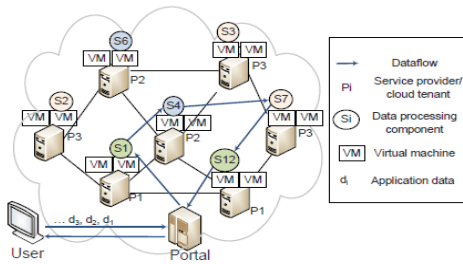 S6
VM VM
P2
S3
VM VM
P3
S2
VM VM
P3
S4
VM VM
P2
S7
VM VM
P3
S1
VM VM
P1
S12
VM VM
P1
... d3, d2, d1
User
Portal
Dataflow
Pi Service provider/
cloud tenant
Si Data processing
component
VM Virtual machine
di Application data